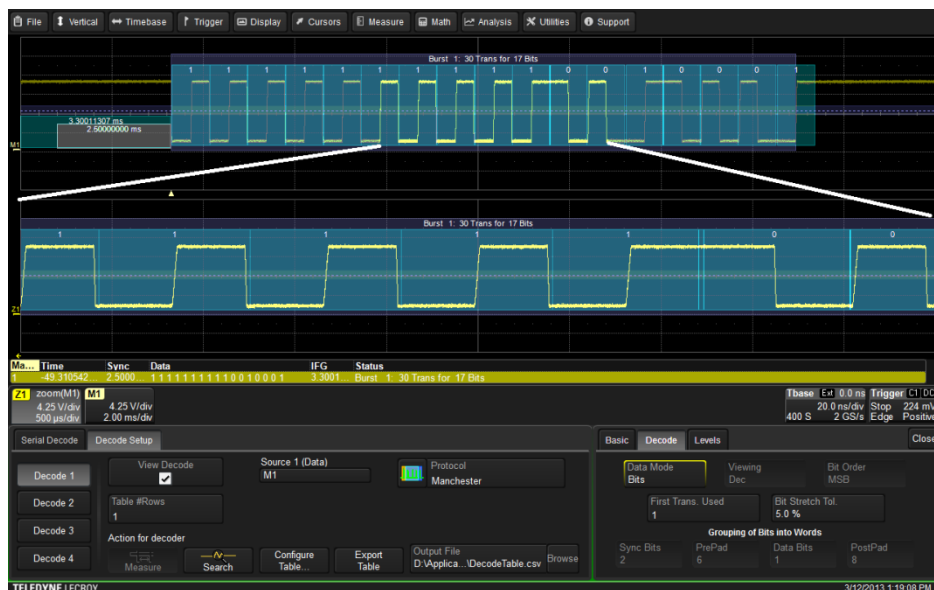 File Vertical Timebase Trigger Display Cursors Measure Math Analysis Utilities Support
Burst 1: 30 Trans for 17 Bits
1 1 1 1 1 1 1 1 1 1 0 0 1 0 0 0 1
3.30011307 ms
2.50000000 ms
M1
Burst 1: 30 Trans for 17 Bits
1 1 1 1 1 0 0
Z1
Ma... Time Sync Data IFG Status
1 -49.310542... 2.5000... 1 1 1 1 1 1 1 1 1 1 0 0 1 0 0 0 1 3.3001... Burst 1: 30 Trans for 17 Bits
Z1 zoom(M1) M1
4.25 V/div 4.25 V/div
500 µs/div 2.00 ms/div
Tbase Ext 0.0 ns Trigger C1 DC
20.0 ns/div Stop 224 mV
400 S 2 GS/s Edge Positive
Serial Decode Decode Setup
Basic Decode Levels Close
Decode 1
Decode 2
Decode 3
Decode 4
View Decode
Table #Rows
1
Action for decoder
Measure
Search
Configure Table...
Export Table
Source 1 (Data)
M1
Protocol
Manchester
Output File
D:\Applica...\DecodeTable.csv Browse
Data Mode
Bits
Viewing
Dec
Bit Order
MSB
First Trans. Used
1
Bit Stretch Tol.
5.0 %
Grouping of Bits into Words
Sync Bits PrePad Data Bits PostPad
2 6 1 8
TELEDYNE LECROY 3/12/2013 1:19:08 PM